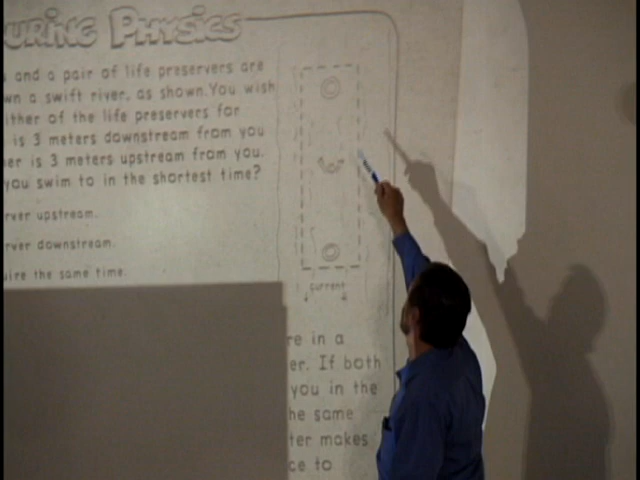 URING PHYSICS
s and a pair of life preservers are
wn a swift river, as shown. You wish
ither of the life preservers for
is 3 meters downstream from you
er is 3 meters upstream from you.
you swim to in the shortest time?
rver upstream.
rver downstream.
uire the same time.
current
re in a
er. If both
you in the
he same
ter makes
ce to